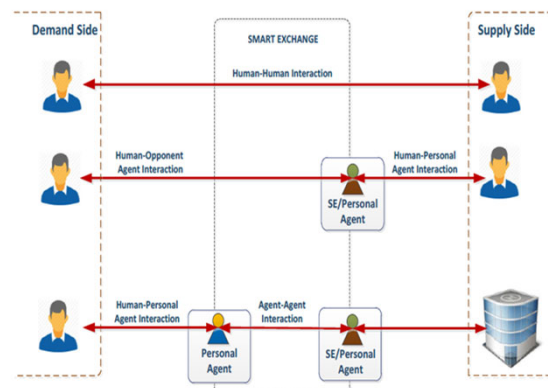 Demand Side
SMART EXCHANGE
Supply Side
Human-Human Interaction
Human-Opponent
Agent Interaction
Human-Personal
Agent Interaction
SE/Personal
Agent
Human-Personal
Agent Interaction
Agent-Agent
Interaction
Personal
Agent
SE/Personal
Agent